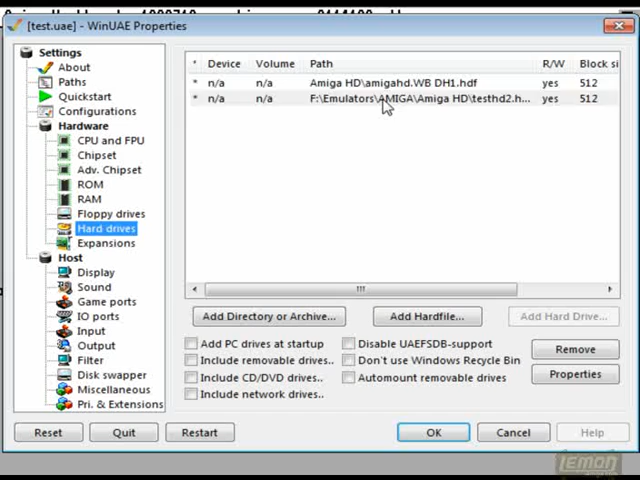 [test.uae] - WinUAE Properties
Settings
About
Paths
Quickstart
Configurations
Hardware
CPU and FPU
Chipset
Adv. Chipset
ROM
RAM
Floppy drives
Hard drives
Expansions
Host
Display
Sound
Game ports
IO ports
Input
Output
Filter
Disk swapper
Miscellaneous
Pri. & Extensions
* Device Volume Path R/W Block si
* n/a n/a Amiga HD\amigahd.WB DH1.hdf yes 512
* n/a n/a F:\Emulators\AMIGA\Amiga HD\testhd2.h... yes 512
Add Directory or Archive... Add Hardfile... Add Hard Drive...
Add PC drives at startup Disable UAEFSDB-support
Include removable drives.. Don't use Windows Recycle Bin
Include CD/DVD drives.. Automount removable drives
Include network drives..
Remove
Properties
Reset Quit Restart OK Cancel Help
Lemon